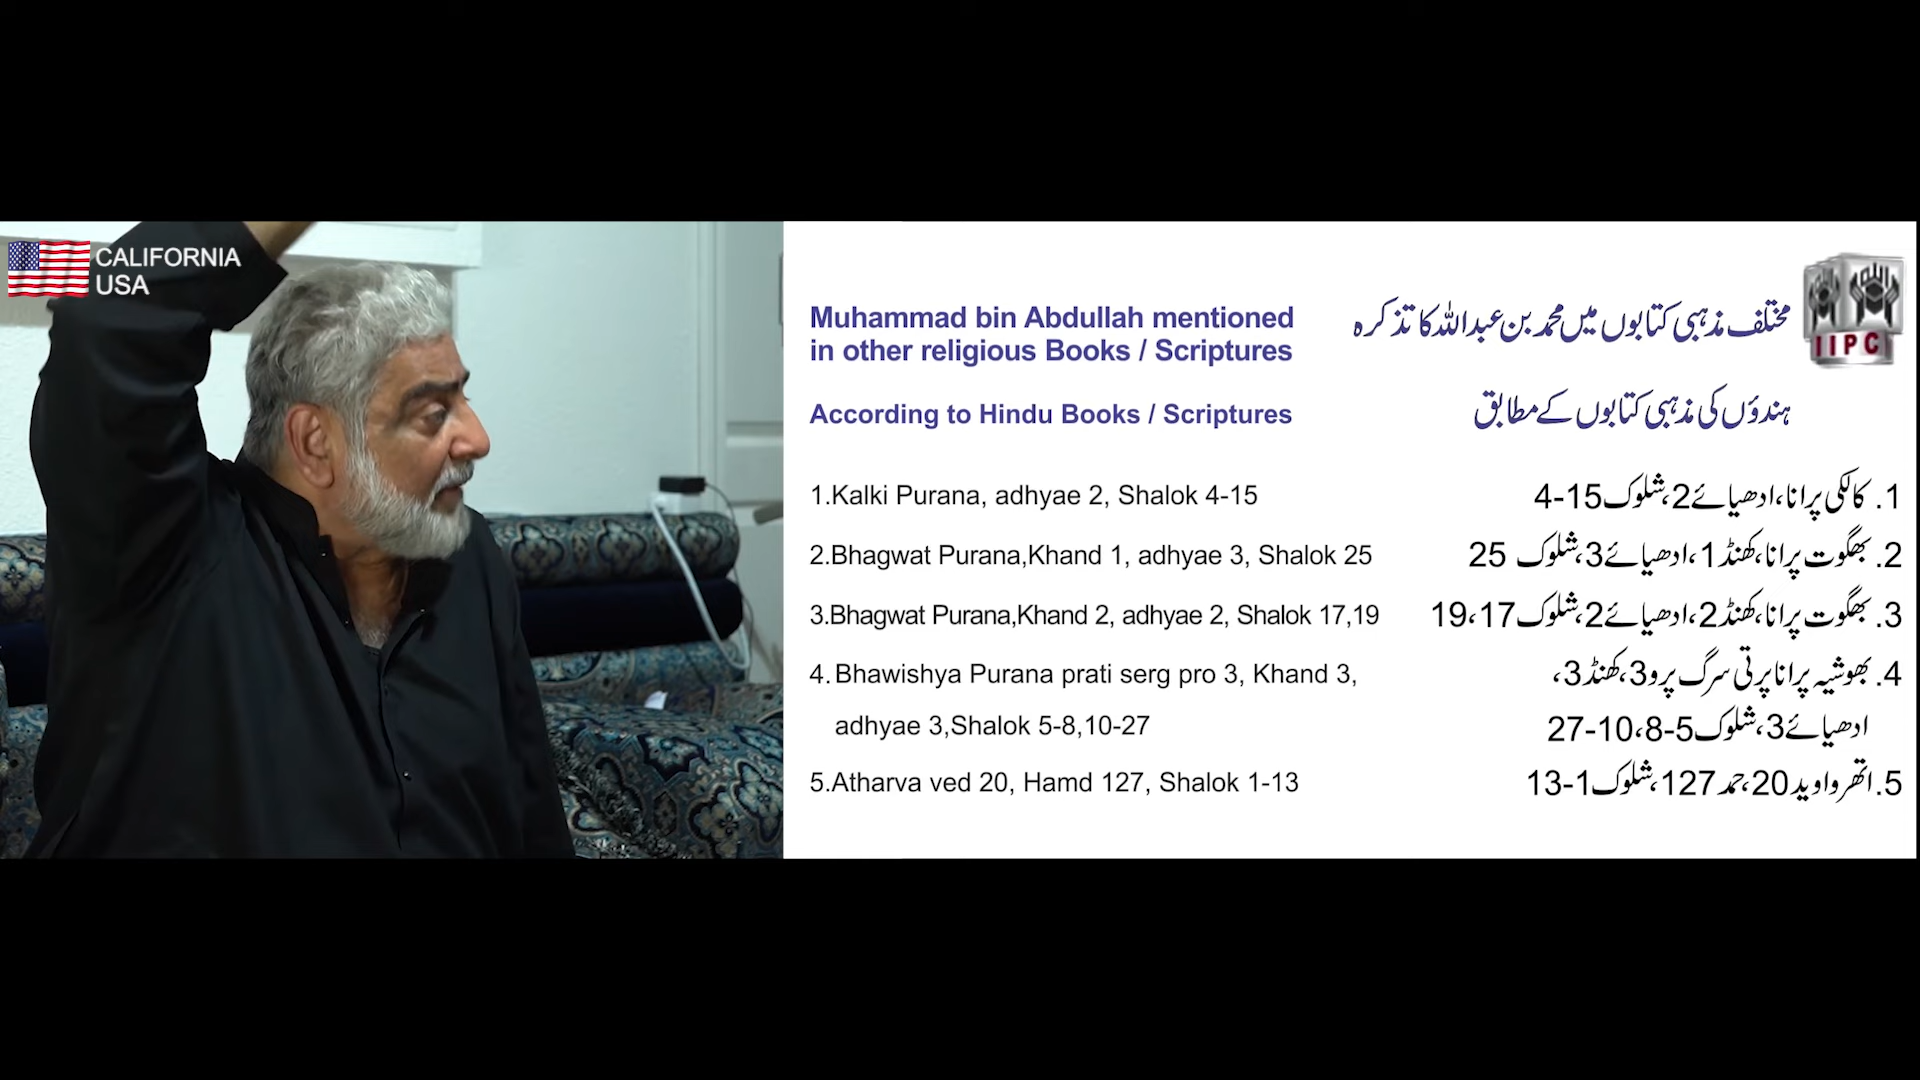 CALIFORNIA
USA
Muhammad bin Abdullah mentioned
in other religious Books / Scriptures
According to Hindu Books / Scriptures
1.Kalki Purana, adhyae 2, Shalok 4-15
2.Bhagwat Purana,Khand 1, adhyae 3, Shalok 25
3.Bhagwat Purana,Khand 2, adhyae 2, Shalok 17,19
4. Bhawishya Purana prati serg pro 3, Khand 3,
adhyae 3,Shalok 5-8,10-27
5.Atharva ved 20, Hamd 127, Shalok 1-13
مختلف مذہبی کتابوں میں محمد بن عبداللہ کا تذکرہ
ہندؤں کی مذہبی کتابوں کے مطابق
1. کالکی پرانا، ادھیائے 2، شلوک 15-4
2. بھگوت پرانا، کھنڈ 1، ادھیائے 3، شلوک 25
3. بھگوت پرانا، کھنڈ 2، ادھیائے 2، شلوک 17، 19
4. بھوشیہ پرانا پرتی سرگ پرو 3، کھنڈ 3،
ادھیائے 3، شلوک 5-8، 10-27
5. اتھروا وید 20، حمد 127، شلوک 1-13
IIPC